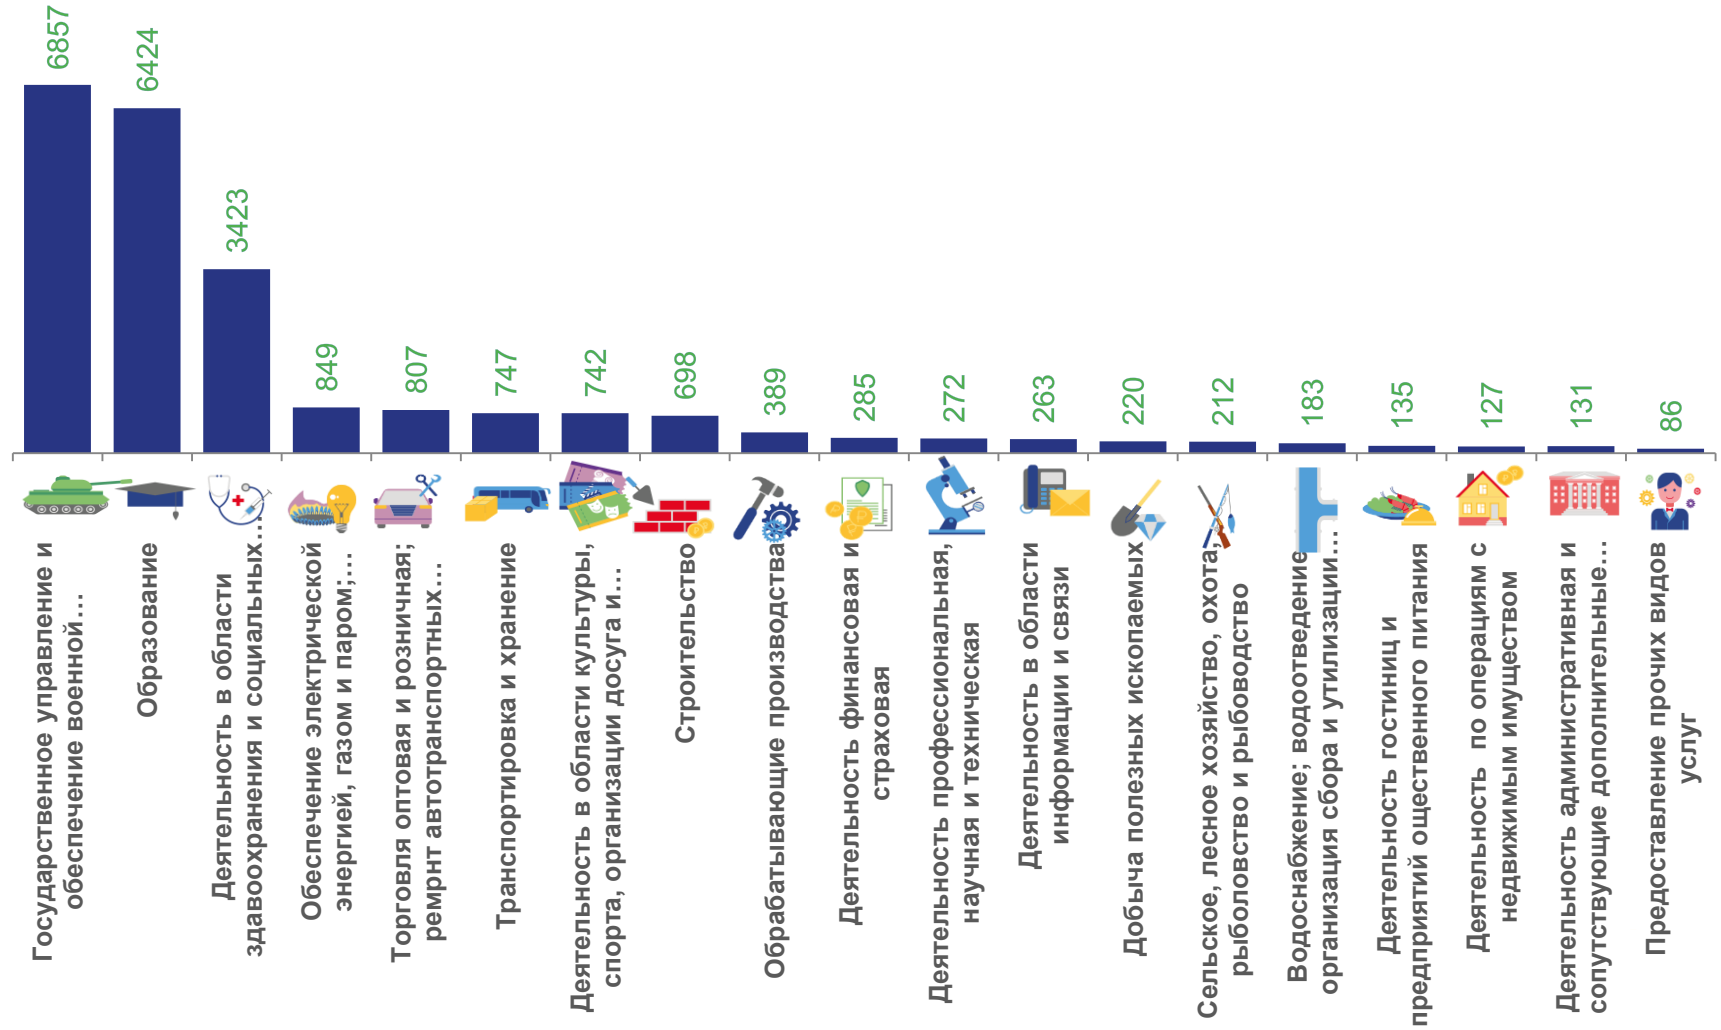 6857
6424
3423
849
807
747
742
698
389
285
272
263
220
212
183
135
127
131
86
Государственное управление и
обеспечение военной…
Образование
Деятельность в области
здавоохранения и социальных…
Обеспечение электрической
энергией, газом и паром;…
Торговля оптовая и розничная;
ремрнт автотранспортных…
Транспортировка и хранение
Деятельность в области культуры,
спорта, организации досуга и…
Строительство
Обрабатывающие производства
Деятельность финансовая и
страховая
Деятельность профессиональная,
научная и техническая
Деятельность в области
информации и связи
Добыча полезных ископаемых
Сельское, лесное хозяйство, охота,
рыболовство и рыбоводство
Водоснабжение; водоотведение
организация сбора и утилизации…
Деятельность гостиниц и
предприятий ощественного питания
Деятельность по операциям с
недвижимым имуществом
Деятельность административная и
сопутствующие дополнительные…
Предоставление прочих видов
услуг